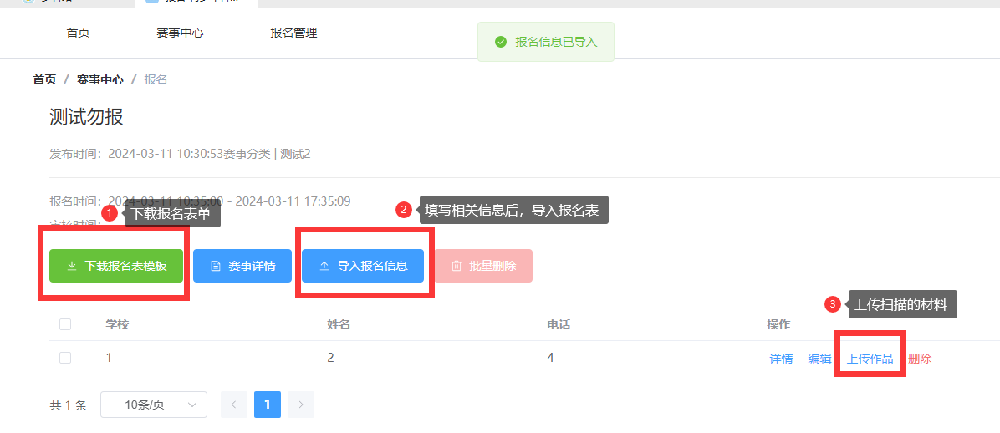 首页 赛事中心 报名管理
报名信息已导入
首页 / 赛事中心 / 报名
测试勿报
发布时间：2024-03-11 10:30:53赛事分类 | 测试2
报名时间：2024-03-11 10:35:00 - 2024-03-11 17:35:09
1 下载报名表单
2 填写相关信息后，导入报名表
审核时间：
下载报名表模板 赛事详情 导入报名信息 批量删除
3 上传扫描的材料
学校 姓名 电话 操作
1 2 4 详情 编辑 上传作品 删除
共 1 条 10条/页 < 1 >